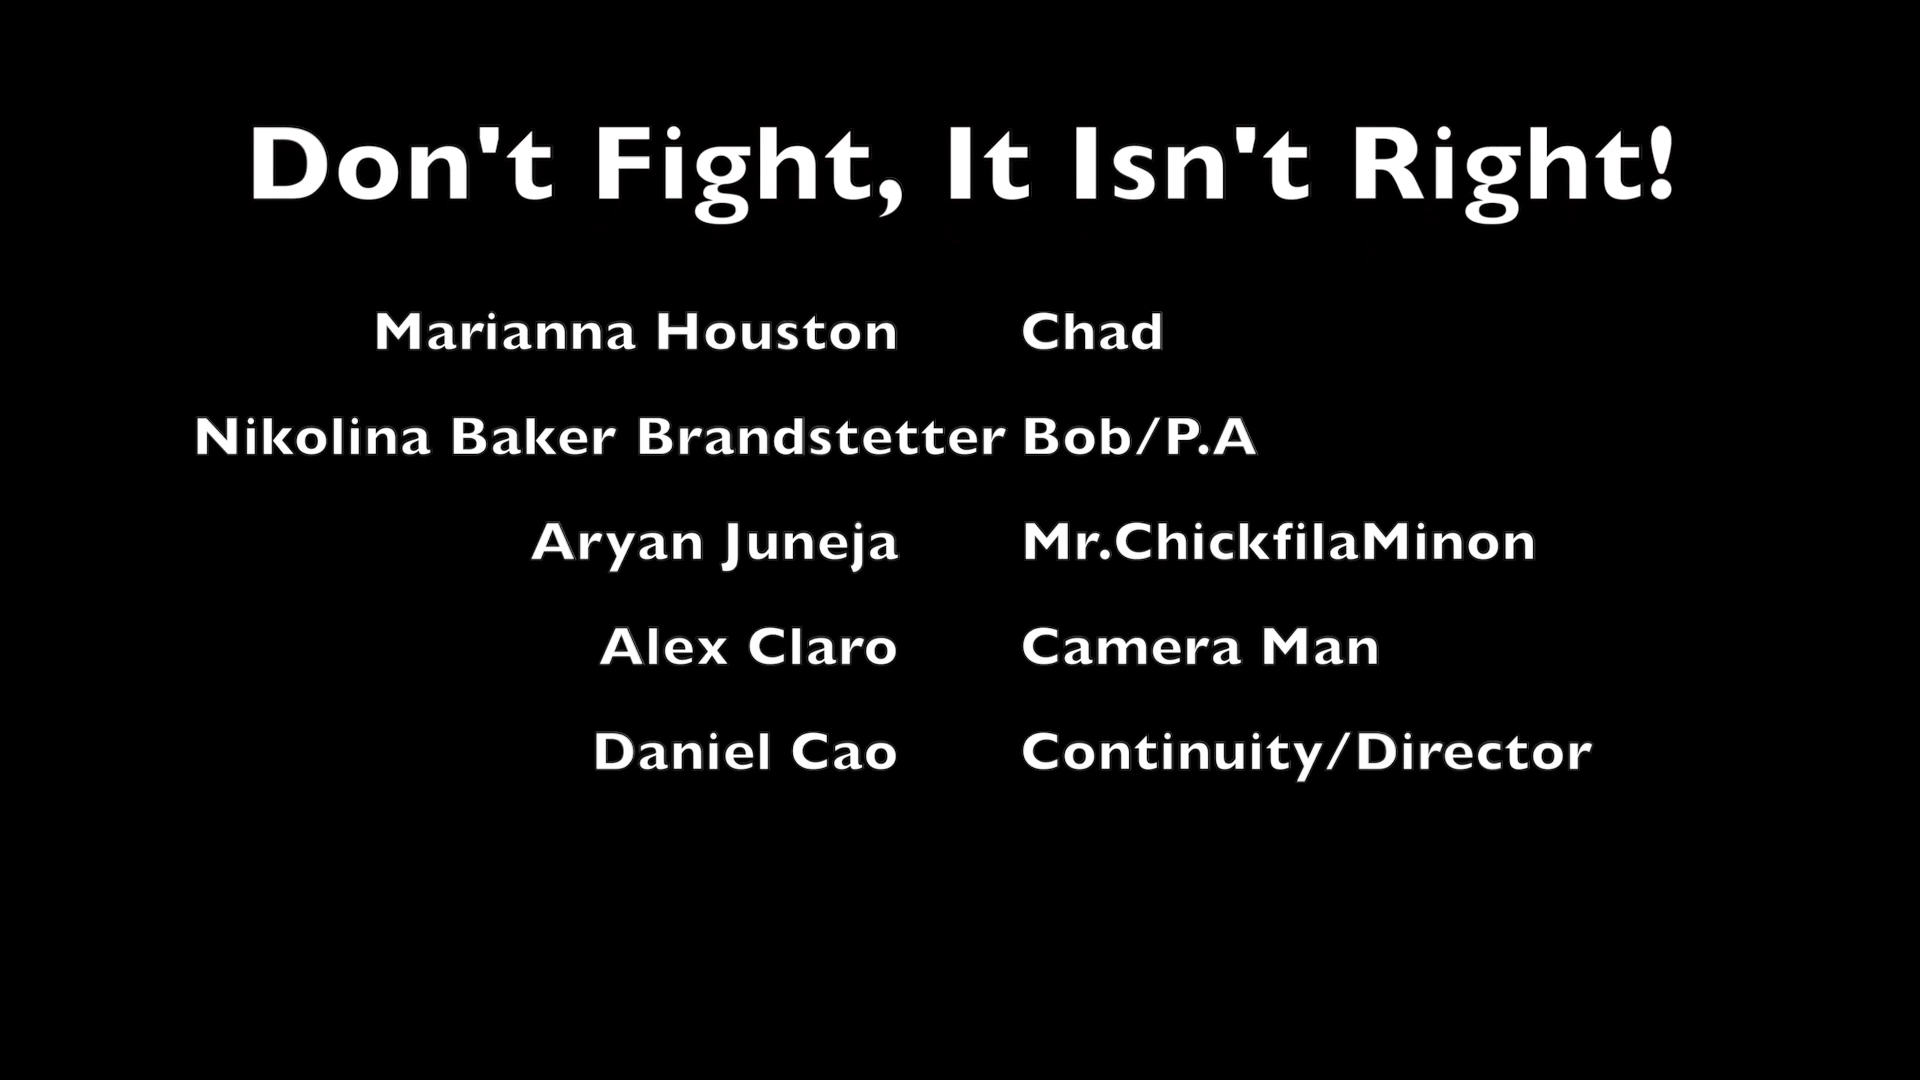 Don't Fight, It Isn't Right!
Marianna Houston Chad
Nikolina Baker Brandstetter Bob/P.A
Aryan Juneja Mr.ChickfilaMinon
Alex Claro Camera Man
Daniel Cao Continuity/Director